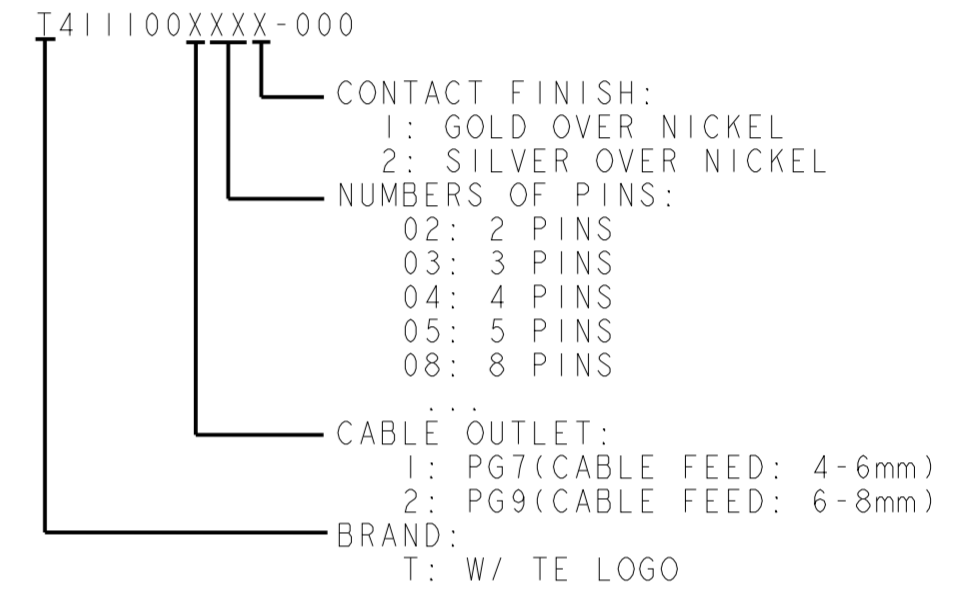 T411100XXXX-000
CONTACT FINISH:
1: GOLD OVER NICKEL
2: SILVER OVER NICKEL
NUMBERS OF PINS:
02: 2 PINS
03: 3 PINS
04: 4 PINS
05: 5 PINS
08: 8 PINS
...
CABLE OUTLET:
1: PG7(CABLE FEED: 4-6mm)
2: PG9(CABLE FEED: 6-8mm)
BRAND:
T: W/ TE LOGO